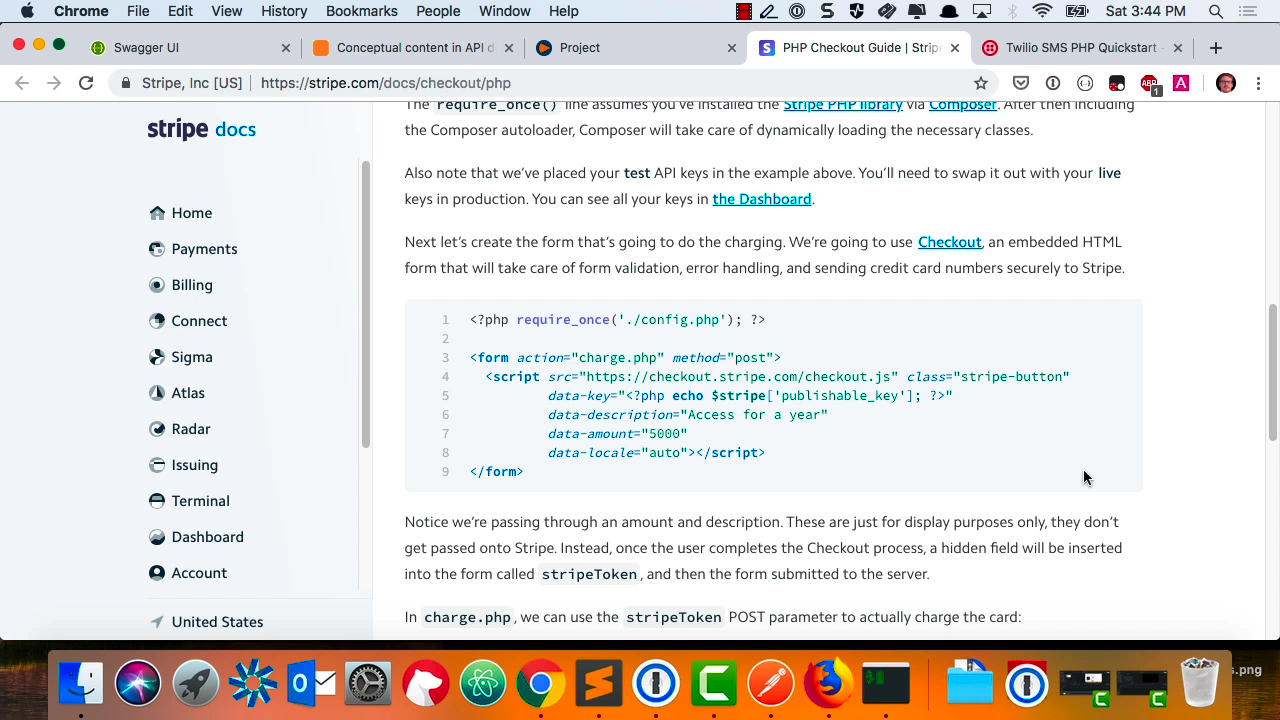 Chrome File Edit View History Bookmarks People Window Help Sat 3:44 PM
Swagger UI Conceptual content in API d Project PHP Checkout Guide | Stripe Twilio SMS PHP Quickstart -
Stripe, Inc [US] https://stripe.com/docs/checkout/php ABP 1 A
stripe docs
Home
Payments
Billing
Connect
Sigma
Atlas
Radar
Issuing
Terminal
Dashboard
Account
United States
The require_once() line assumes you've installed the Stripe PHP library via Composer. After then including
the Composer autoloader, Composer will take care of dynamically loading the necessary classes.
Also note that we've placed your test API keys in the example above. You'll need to swap it out with your live
keys in production. You can see all your keys in the Dashboard.
Next let's create the form that's going to do the charging. We're going to use Checkout, an embedded HTML
form that will take care of form validation, error handling, and sending credit card numbers securely to Stripe.
1 <?php require_once('./config.php'); ?>
2
3 <form action="charge.php" method="post">
4 <script src="https://checkout.stripe.com/checkout.js" class="stripe-button"
5 data-key="<?php echo $stripe['publishable_key']; ?>"
6 data-description="Access for a year"
7 data-amount="5000"
8 data-locale="auto"></script>
9 </form>
Notice we're passing through an amount and description. These are just for display purposes only, they don't
get passed onto Stripe. Instead, once the user completes the Checkout process, a hidden field will be inserted
into the form called stripeToken, and then the form submitted to the server.
In charge.php, we can use the stripeToken POST parameter to actually charge the card:
s.png